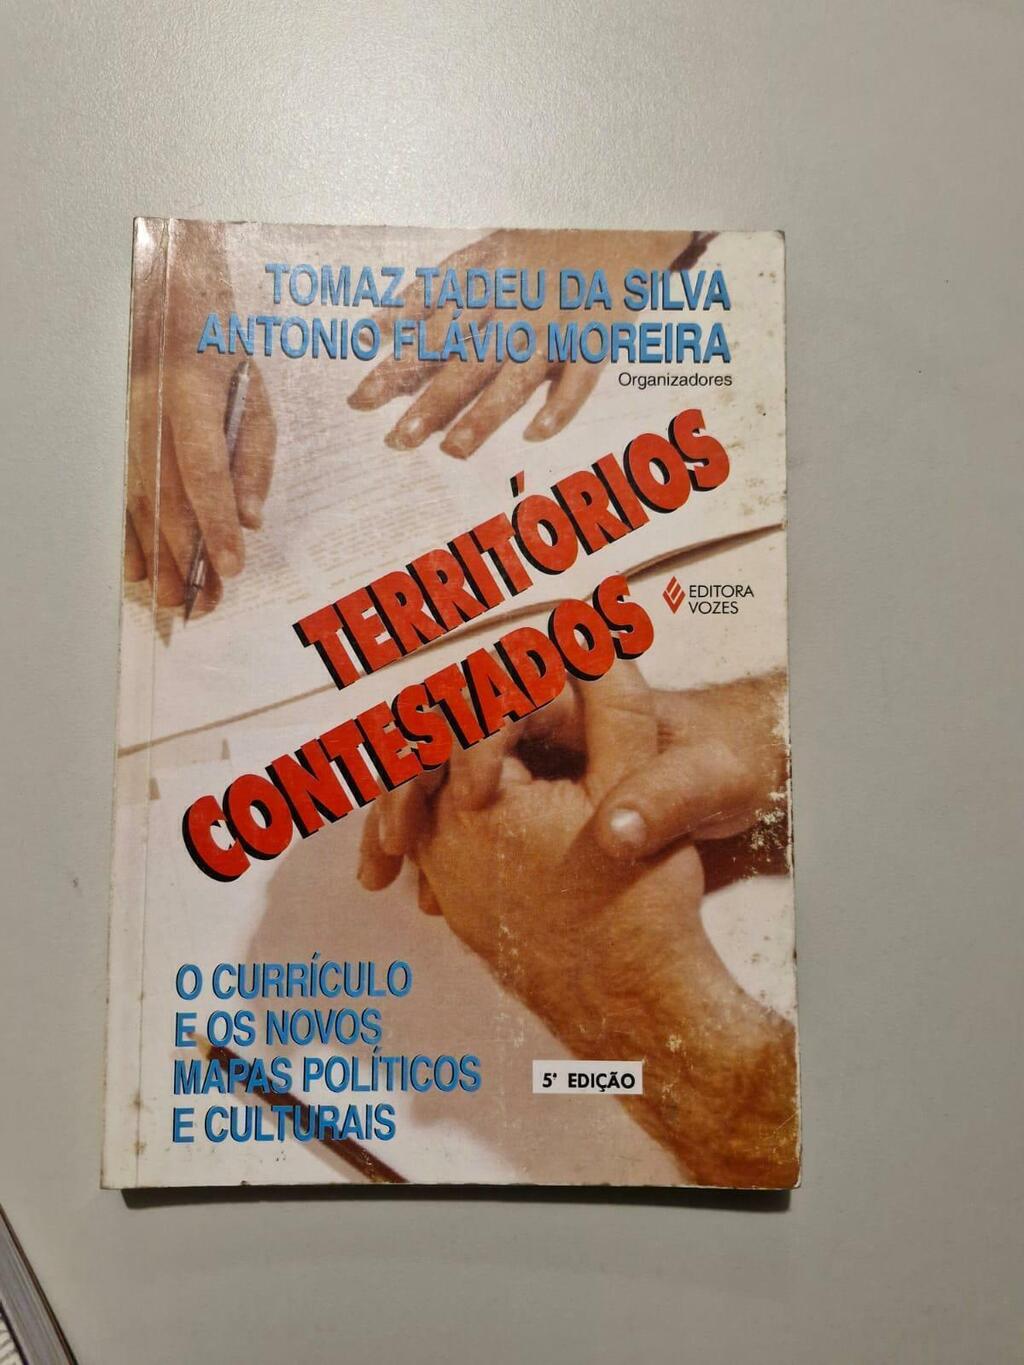 TOMAZ TADEU DA SILVA
ANTONIO FLÁVIO MOREIRA
Organizadores
TERRITÓRIOS
CONTESTADOS
EDITORA
VOZES
O CURRÍCULO
E OS NOVOS
MAPAS POLÍTICOS
E CULTURAIS
5ª EDIÇÃO